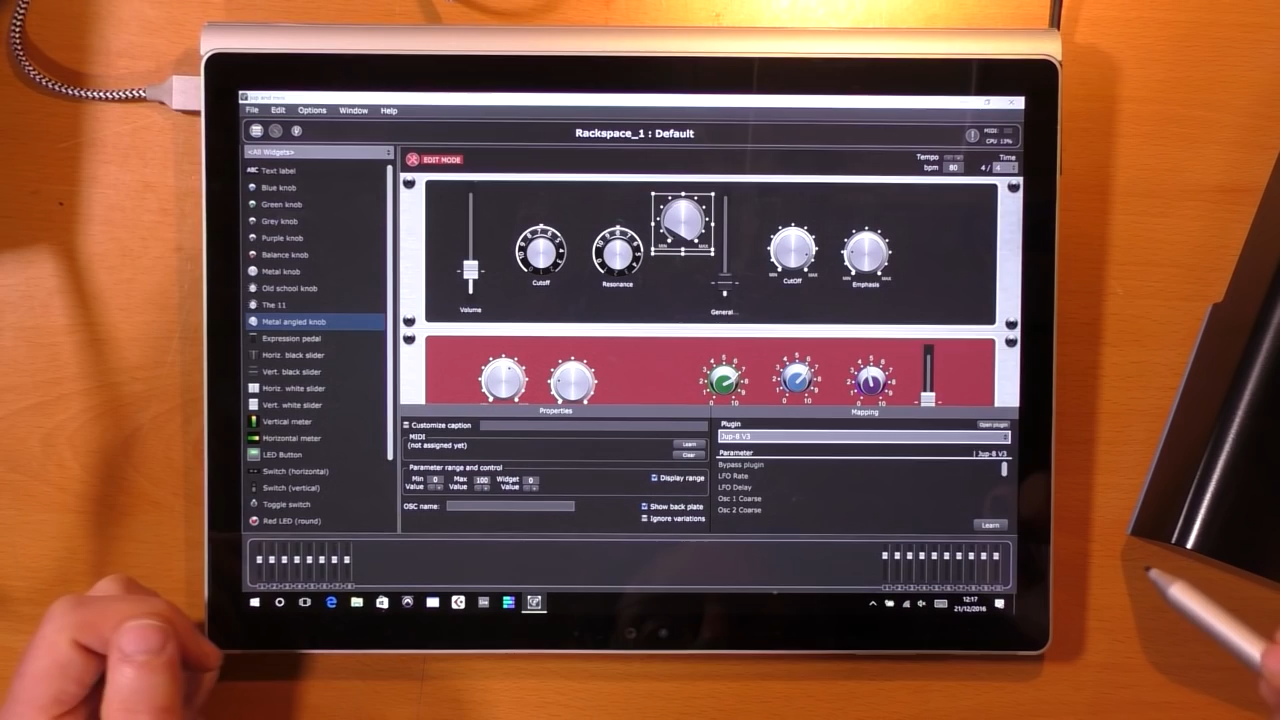 File Edit Options Window Help
Rackspace_1 : Default
MIDI:
CPU 13%
<All Widgets>
EDIT MODE
Tempo
bpm 80
Time
4 / 4
ABC Text label
Blue knob
Green knob
Grey knob
Purple knob
Balance knob
Metal knob
Old school knob
The 11
Metal angled knob
Expression pedal
Horiz. black slider
Vert. black slider
Horiz. white slider
Vert. white slider
Vertical meter
Horizontal meter
LED Button
Switch (horizontal)
Switch (vertical)
Toggle switch
Red LED (round)
MIN MAX
Volume
Cutoff
Resonance
General...
MIN MAX
CutOff
MIN MAX
Emphasis
Properties
Customize caption
MIDI
(not assigned yet)
Learn
Clear
Parameter range and control
Min Value 0
Max Value 100
Widget Value 0
Display range
OSC name:
Show back plate
Ignore variations
Mapping
Plugin
Open plugin
Jup-8 V3
Parameter | Jup-8 V3
Bypass plugin
LFO Rate
LFO Delay
Osc 1 Coarse
Osc 2 Coarse
Learn
12:17
21/12/2016